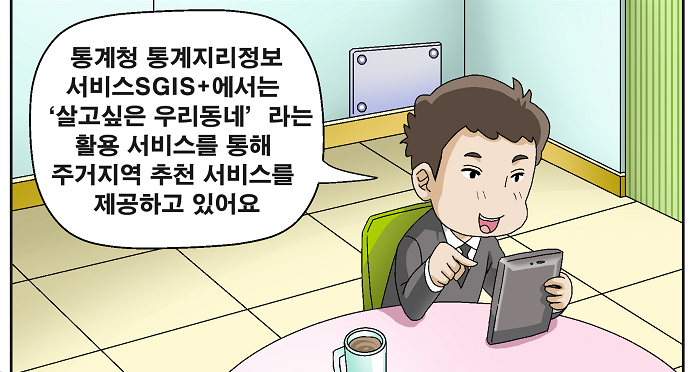 통계청 통계지리정보
서비스SGIS+에서는
‘살고싶은 우리동네’ 라는
활용 서비스를 통해
주거지역 추천 서비스를
제공하고 있어요